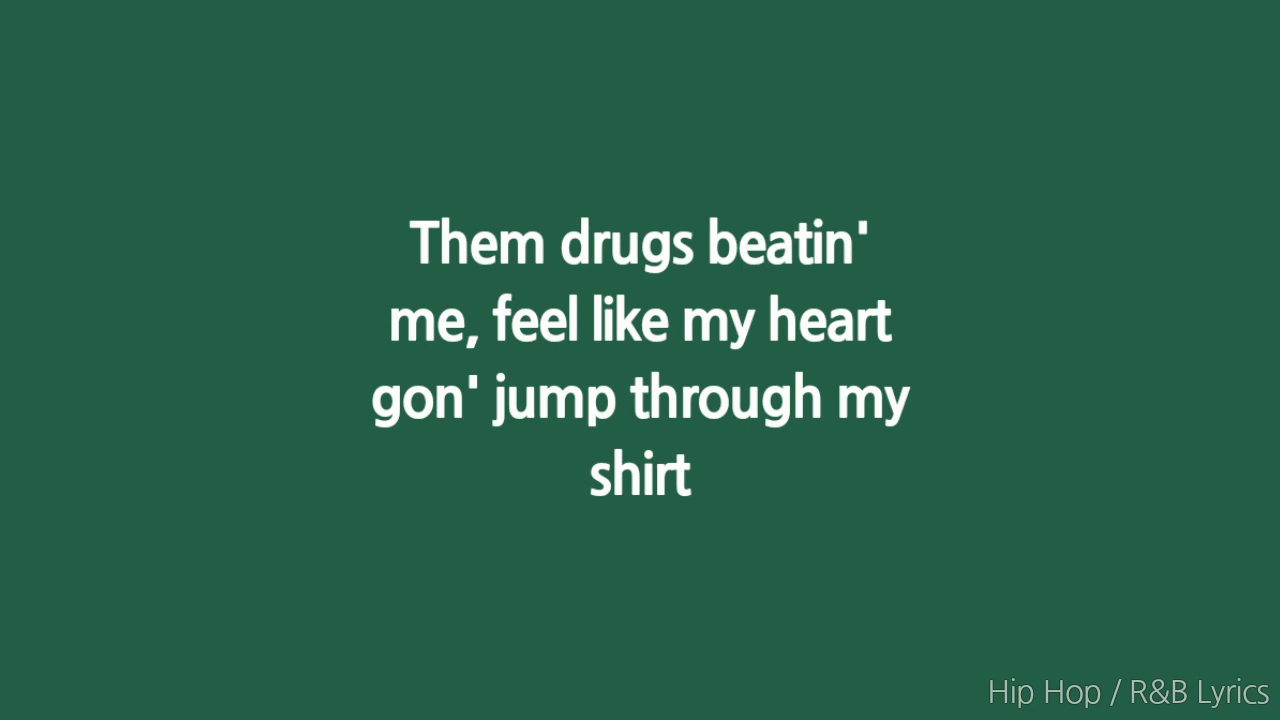 Them drugs beatin'
me, feel like my heart
gon' jump through my
shirt
Hip Hop / R&B Lyrics